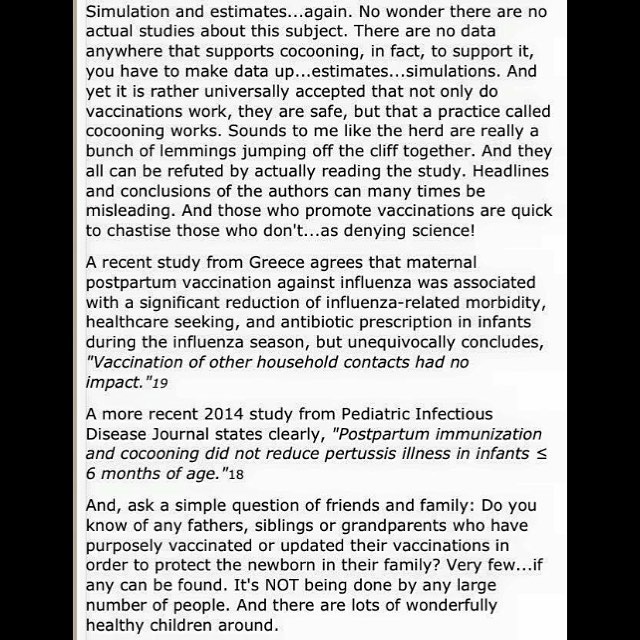 Simulation and estimates...again. No wonder there are no
actual studies about this subject. There are no data
anywhere that supports cocooning, in fact, to support it,
you have to make data up...estimates...simulations. And
yet it is rather universally accepted that not only do
vaccinations work, they are safe, but that a practice called
cocooning works. Sounds to me like the herd are really a
bunch of lemmings jumping off the cliff together. And they
all can be refuted by actually reading the study. Headlines
and conclusions of the authors can many times be
misleading. And those who promote vaccinations are quick
to chastise those who don't...as denying science!
A recent study from Greece agrees that maternal
postpartum vaccination against influenza was associated
with a significant reduction of influenza-related morbidity,
healthcare seeking, and antibiotic prescription in infants
during the influenza season, but unequivocally concludes,
"Vaccination of other household contacts had no
impact."19
A more recent 2014 study from Pediatric Infectious
Disease Journal states clearly, "Postpartum immunization
and cocooning did not reduce pertussis illness in infants ≤
6 months of age."18
And, ask a simple question of friends and family: Do you
know of any fathers, siblings or grandparents who have
purposely vaccinated or updated their vaccinations in
order to protect the newborn in their family? Very few...if
any can be found. It's NOT being done by any large
number of people. And there are lots of wonderfully
healthy children around.